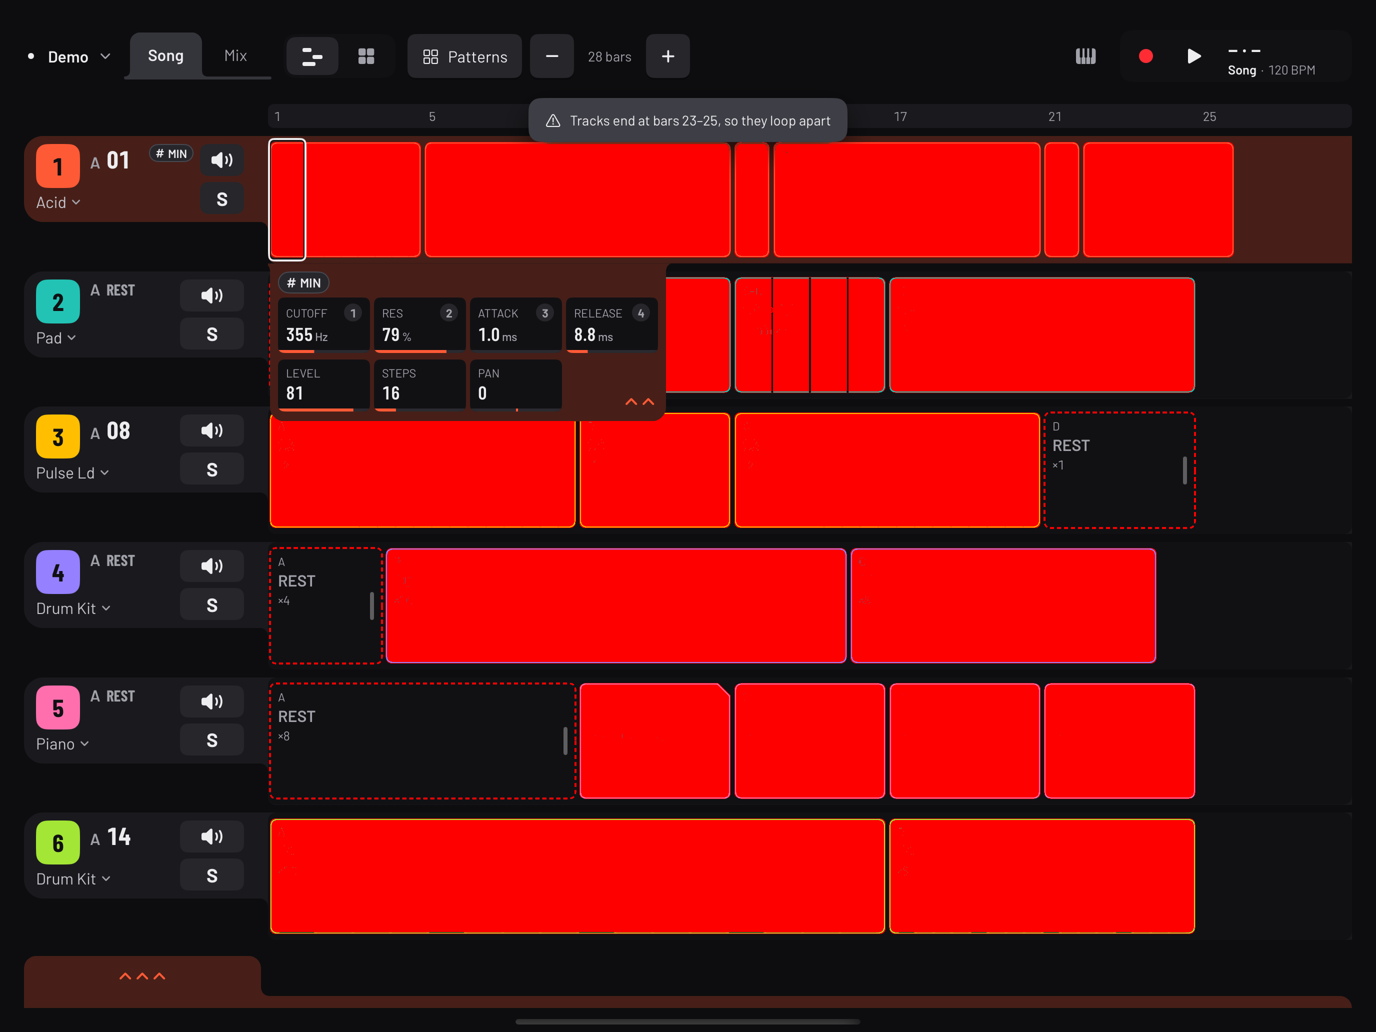 Demo
Song
Mix
Patterns
28 bars
Song · 120 BPM
1
5
17
21
25
Tracks end at bars 23–25, so they loop apart
1
A 01
# MIN
Acid
S
2
A REST
Pad
S
# MIN
CUTOFF 1
355 Hz
RES 2
79 %
ATTACK 3
1.0 ms
RELEASE 4
8.8 ms
LEVEL
81
STEPS
16
PAN
0
3
A 08
Pulse Ld
S
D
REST
×1
4
A REST
Drum Kit
S
A
REST
×4
5
A REST
Piano
S
A
REST
×8
6
A 14
Drum Kit
S